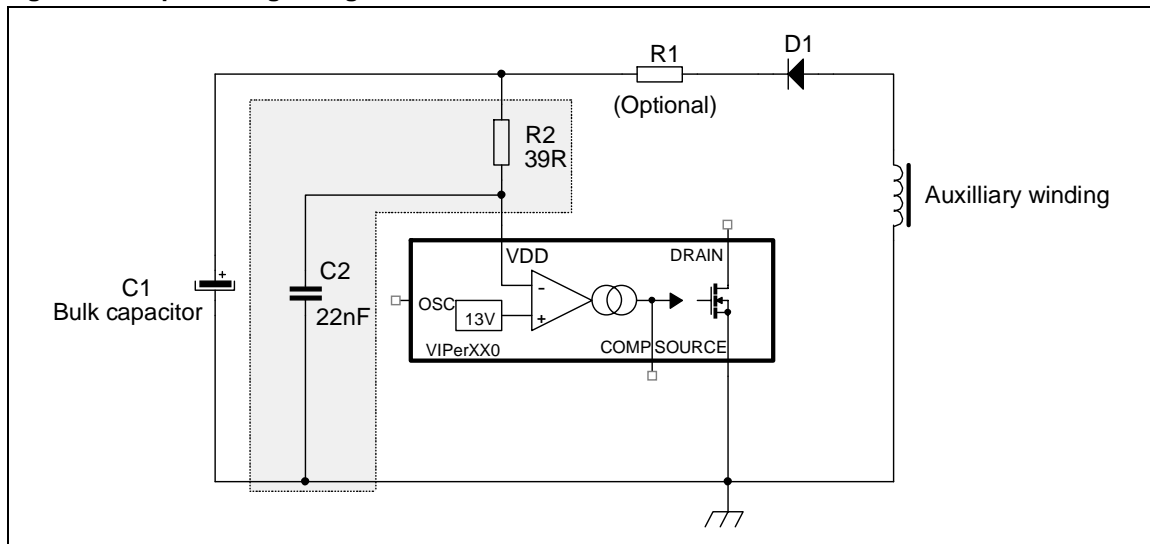 D1
R1
(Optional)
R2
39R
Auxilliary winding
VDD
DRAIN
C2
C1
Bulk capacitor
22nF
OSC
13V
-
+
+
VIPerXX0
COMP
SOURCE